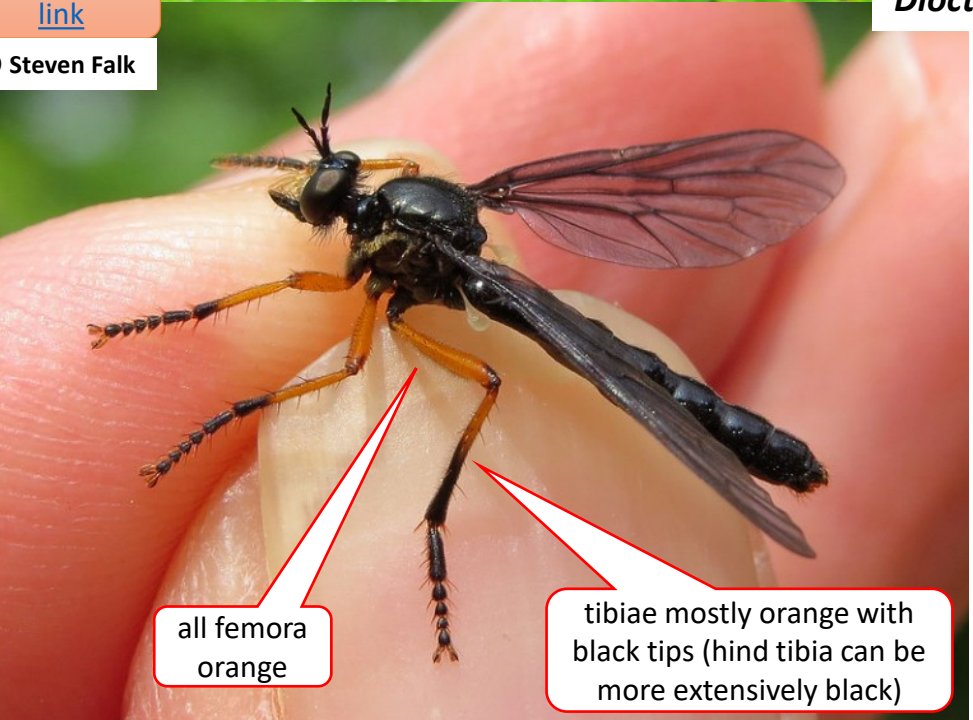 link
Steven Falk
all femora
orange
tibiae mostly orange with
black tips (hind tibia can be
more extensively black)